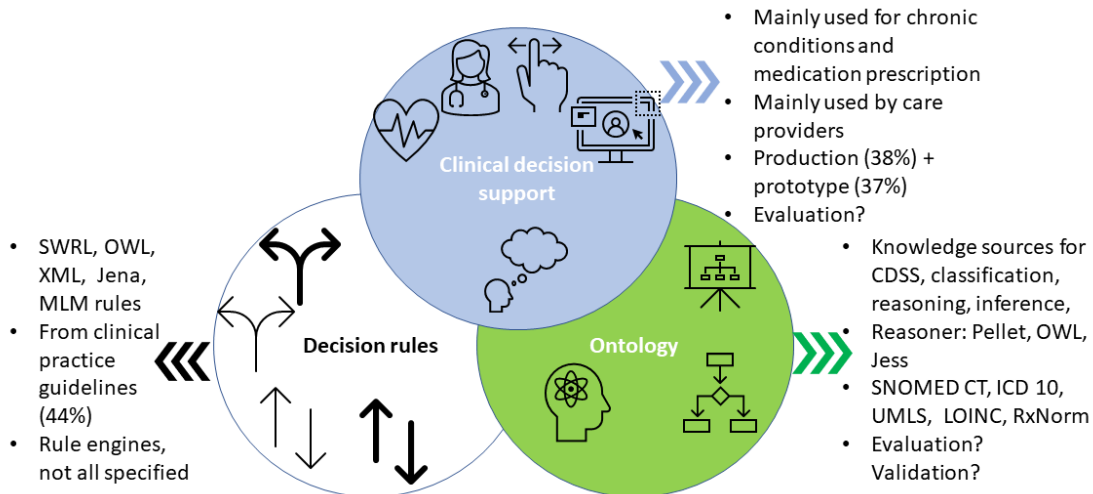 • Mainly used for chronic
conditions and
medication prescription
• Mainly used by care
providers
• Production (38%) +
prototype (37%)
• Evaluation?
Clinical decision
support
• SWRL, OWL,
XML, Jena,
MLM rules
• From clinical
practice
guidelines
(44%)
• Rule engines,
not all specified
Decision rules
Ontology
• Knowledge sources for
CDSS, classification,
reasoning, inference,
• Reasoner: Pellet, OWL,
Jess
• SNOMED CT, ICD 10,
UMLS, LOINC, RxNorm
• Evaluation?
Validation?